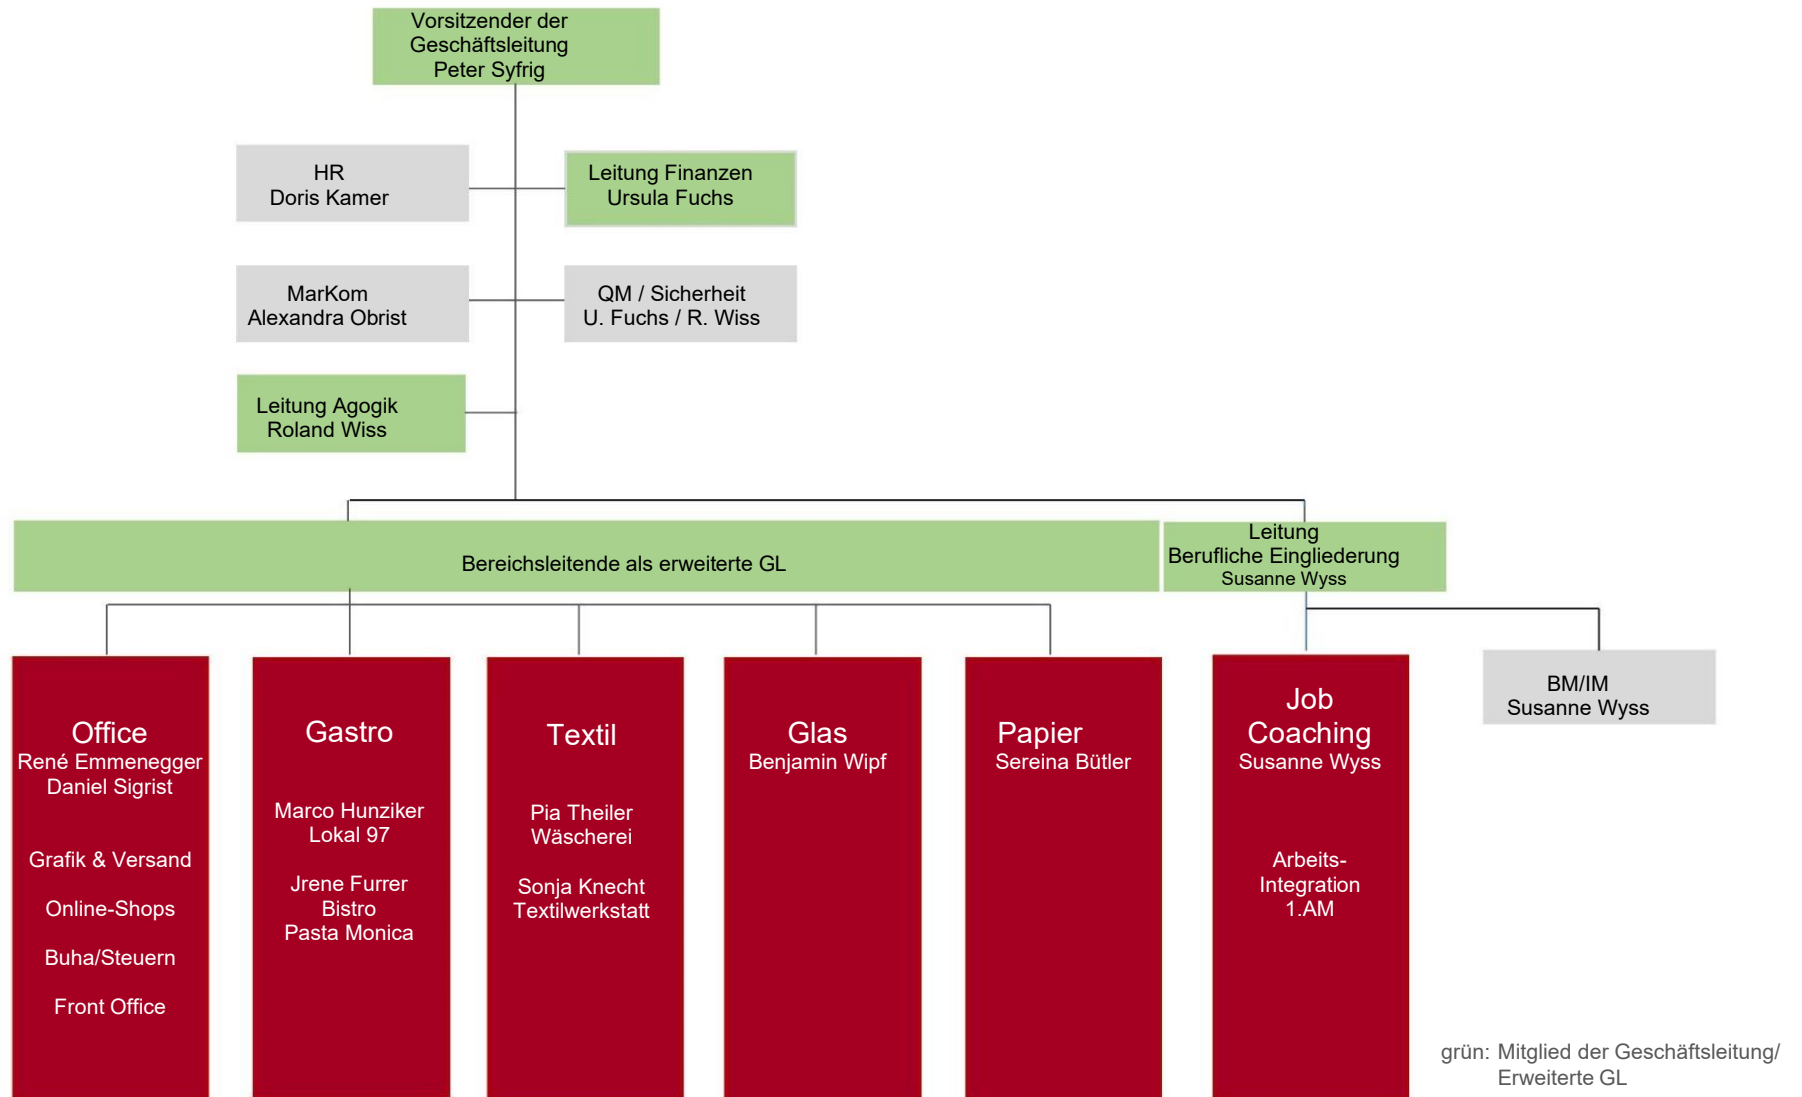 Vorsitzender der
Geschäftsleitung
Peter Syfrig
HR
Doris Kamer
Leitung Finanzen
Ursula Fuchs
MarKom
Alexandra Obrist
QM / Sicherheit
U. Fuchs / R. Wiss
Leitung Agogik
Roland Wiss
Bereichsleitende als erweiterte GL
Leitung
Berufliche Eingliederung
Susanne Wyss
Office
René Emmenegger
Daniel Sigrist
Grafik & Versand
Online-Shops
Buha/Steuern
Front Office
Gastro
Marco Hunziker
Lokal 97
Jrene Furrer
Bistro
Pasta Monica
Textil
Pia Theiler
Wäscherei
Sonja Knecht
Textilwerkstatt
Glas
Benjamin Wipf
Papier
Sereina Bütler
Job
Coaching
Susanne Wyss
Arbeits-
Integration
1.AM
BM/IM
Susanne Wyss
grün: Mitglied der Geschäftsleitung/
Erweiterte GL